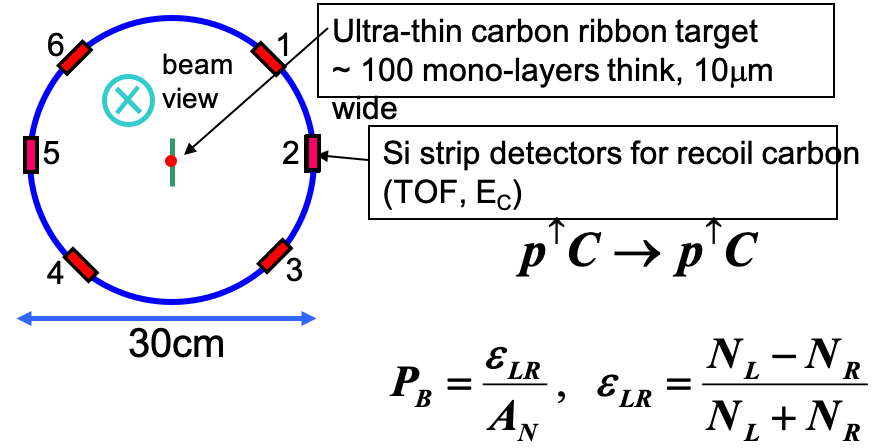 6
1
beam
view
Ultra-thin carbon ribbon target
~ 100 mono-layers think, 10μm
wide
5
2
Si strip detectors for recoil carbon
(TOF, E_C)
4
3
p↑C → p↑C
30cm
P_B = ε_LR / A_N , ε_LR = (N_L − N_R) / (N_L + N_R)